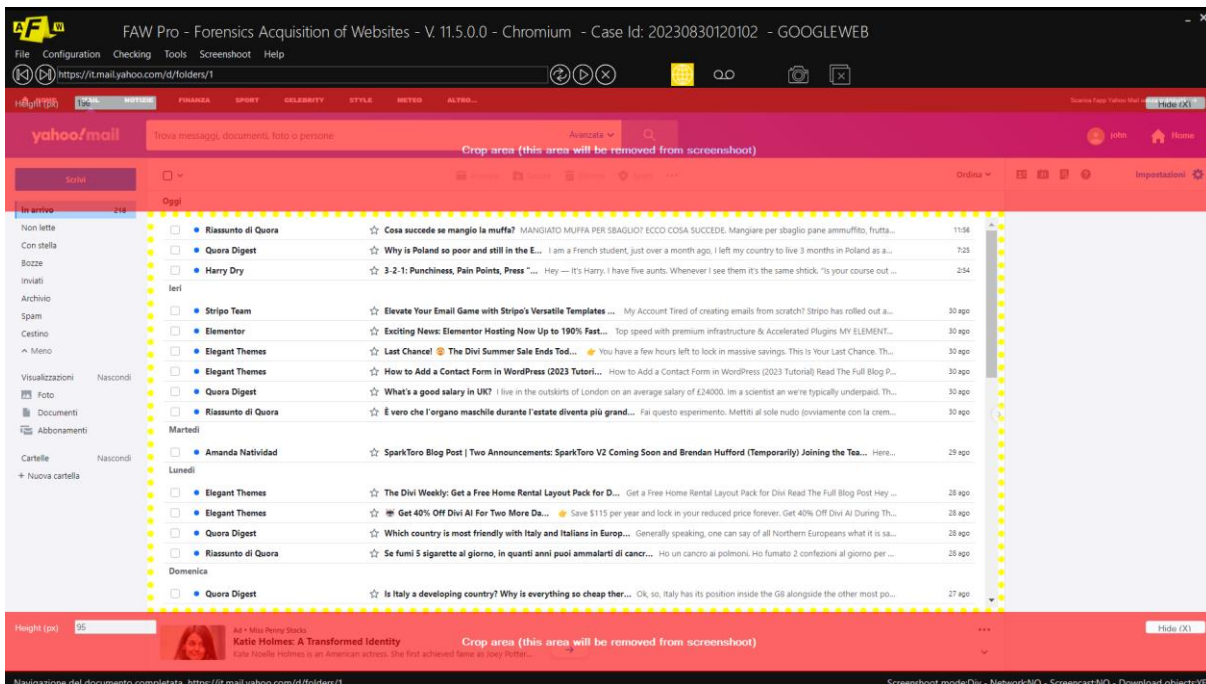 FAW Pro - Forensics Acquisition of Websites - V. 11.5.0.0 - Chromium - Case Id: 20230830120102 - GOOGLEWEB
File Configuration Checking Tools Screenshoot Help
https://it.mail.yahoo.com/d/folders/1
Height (px) NOTIZIE FINANZA SPORT CELEBRITY STYLE METEO ALTRO... Hide (X)
yahoo!mail Trova messaggi, documenti, foto o persone Avanzata john Home
Crop area (this area will be removed from screenshoot)
Scrivi Ordina Impostazioni
Oggi
In arrivo 218
Non lette
Con stella
Bozze
Inviati
Archivio
Spam
Cestino
Meno
Visualizzazioni Nascondi
Foto
Documenti
Abbonamenti
Cartelle Nascondi
+ Nuova cartella
Riassunto di Quora Cosa succede se mangio la muffa? MANGIATO MUFFA PER SBAGLIO? ECCO COSA SUCCEDE. Mangiare per sbaglio pane ammuffito, frutta... 11:56
Quora Digest Why is Poland so poor and still in the E... I am a French student, just over a month ago, I left my country to live 3 months in Poland as a... 7:25
Harry Dry 3-2-1: Punchiness, Pain Points, Press "... Hey — It's Harry. I have five aunts. Whenever I see them it's the same shtick. "Is your course out ... 2:54
Ieri
Stripo Team Elevate Your Email Game with Stripo's Versatile Templates ... My Account Tired of creating emails from scratch? Stripo has rolled out a... 30 ago
Elementor Exciting News: Elementor Hosting Now Up to 190% Fast... Top speed with premium infrastructure & Accelerated Plugins MY ELEMENT... 30 ago
Elegant Themes Last Chance! The Divi Summer Sale Ends Tod... You have a few hours left to lock in massive savings. This Is Your Last Chance. Th... 30 ago
Elegant Themes How to Add a Contact Form in WordPress (2023 Tutori... How to Add a Contact Form in WordPress (2023 Tutorial) Read The Full Blog P... 30 ago
Quora Digest What's a good salary in UK? I live in the outskirts of London on an average salary of £24000. Im a scientist an we're typically underpaid. Th... 30 ago
Riassunto di Quora È vero che l'organo maschile durante l'estate diventa più grand... Fai questo esperimento. Mettiti al sole nudo (ovviamente con la crem... 30 ago
Martedì
Amanda Natividad SparkToro Blog Post | Two Announcements: SparkToro V2 Coming Soon and Brendan Hufford (Temporarily) Joining the Tea... Here... 29 ago
Lunedì
Elegant Themes The Divi Weekly: Get a Free Home Rental Layout Pack for D... Get a Free Home Rental Layout Pack for Divi Read The Full Blog Post Hey ... 28 ago
Elegant Themes Get 40% Off Divi AI For Two More Da... Save $115 per year and lock in your reduced price forever. Get 40% Off Divi AI During Th... 28 ago
Quora Digest Which country is most friendly with Italy and Italians in Europ... Generally speaking, one can say of all Northern Europeans what it is sa... 28 ago
Riassunto di Quora Se fumi 5 sigarette al giorno, in quanti anni puoi ammalarti di cancr... Ho un cancro ai polmoni. Ho fumato 2 confezioni al giorno per ... 28 ago
Domenica
Quora Digest Is Italy a developing country? Why is everything so cheap ther... Ok, so, Italy has its position inside the G8 alongside the other most po... 27 ago
Height (px) 95 Hide (X)
Ad • Miss Penny Stocks
Katie Holmes: A Transformed Identity
Kate Noelle Holmes is an American actress. She first achieved fame as Joey Potter...
Crop area (this area will be removed from screenshoot)
Navigazione del documento completata. https://it.mail.yahoo.com/d/folders/1 Screenshoot mode:Div - Network:NO - Screencast:NO - Download objects:YE